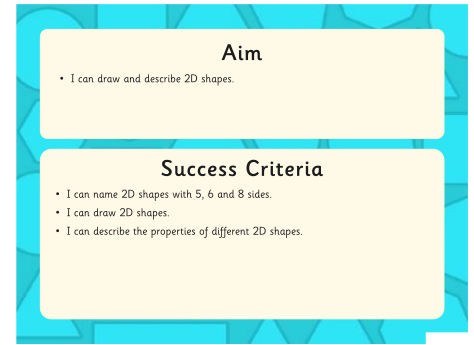 Aim
• I can draw and describe 2D shapes.
Success Criteria
• I can name 2D shapes with 5, 6 and 8 sides.
• I can draw 2D shapes.
• I can describe the properties of different 2D shapes.